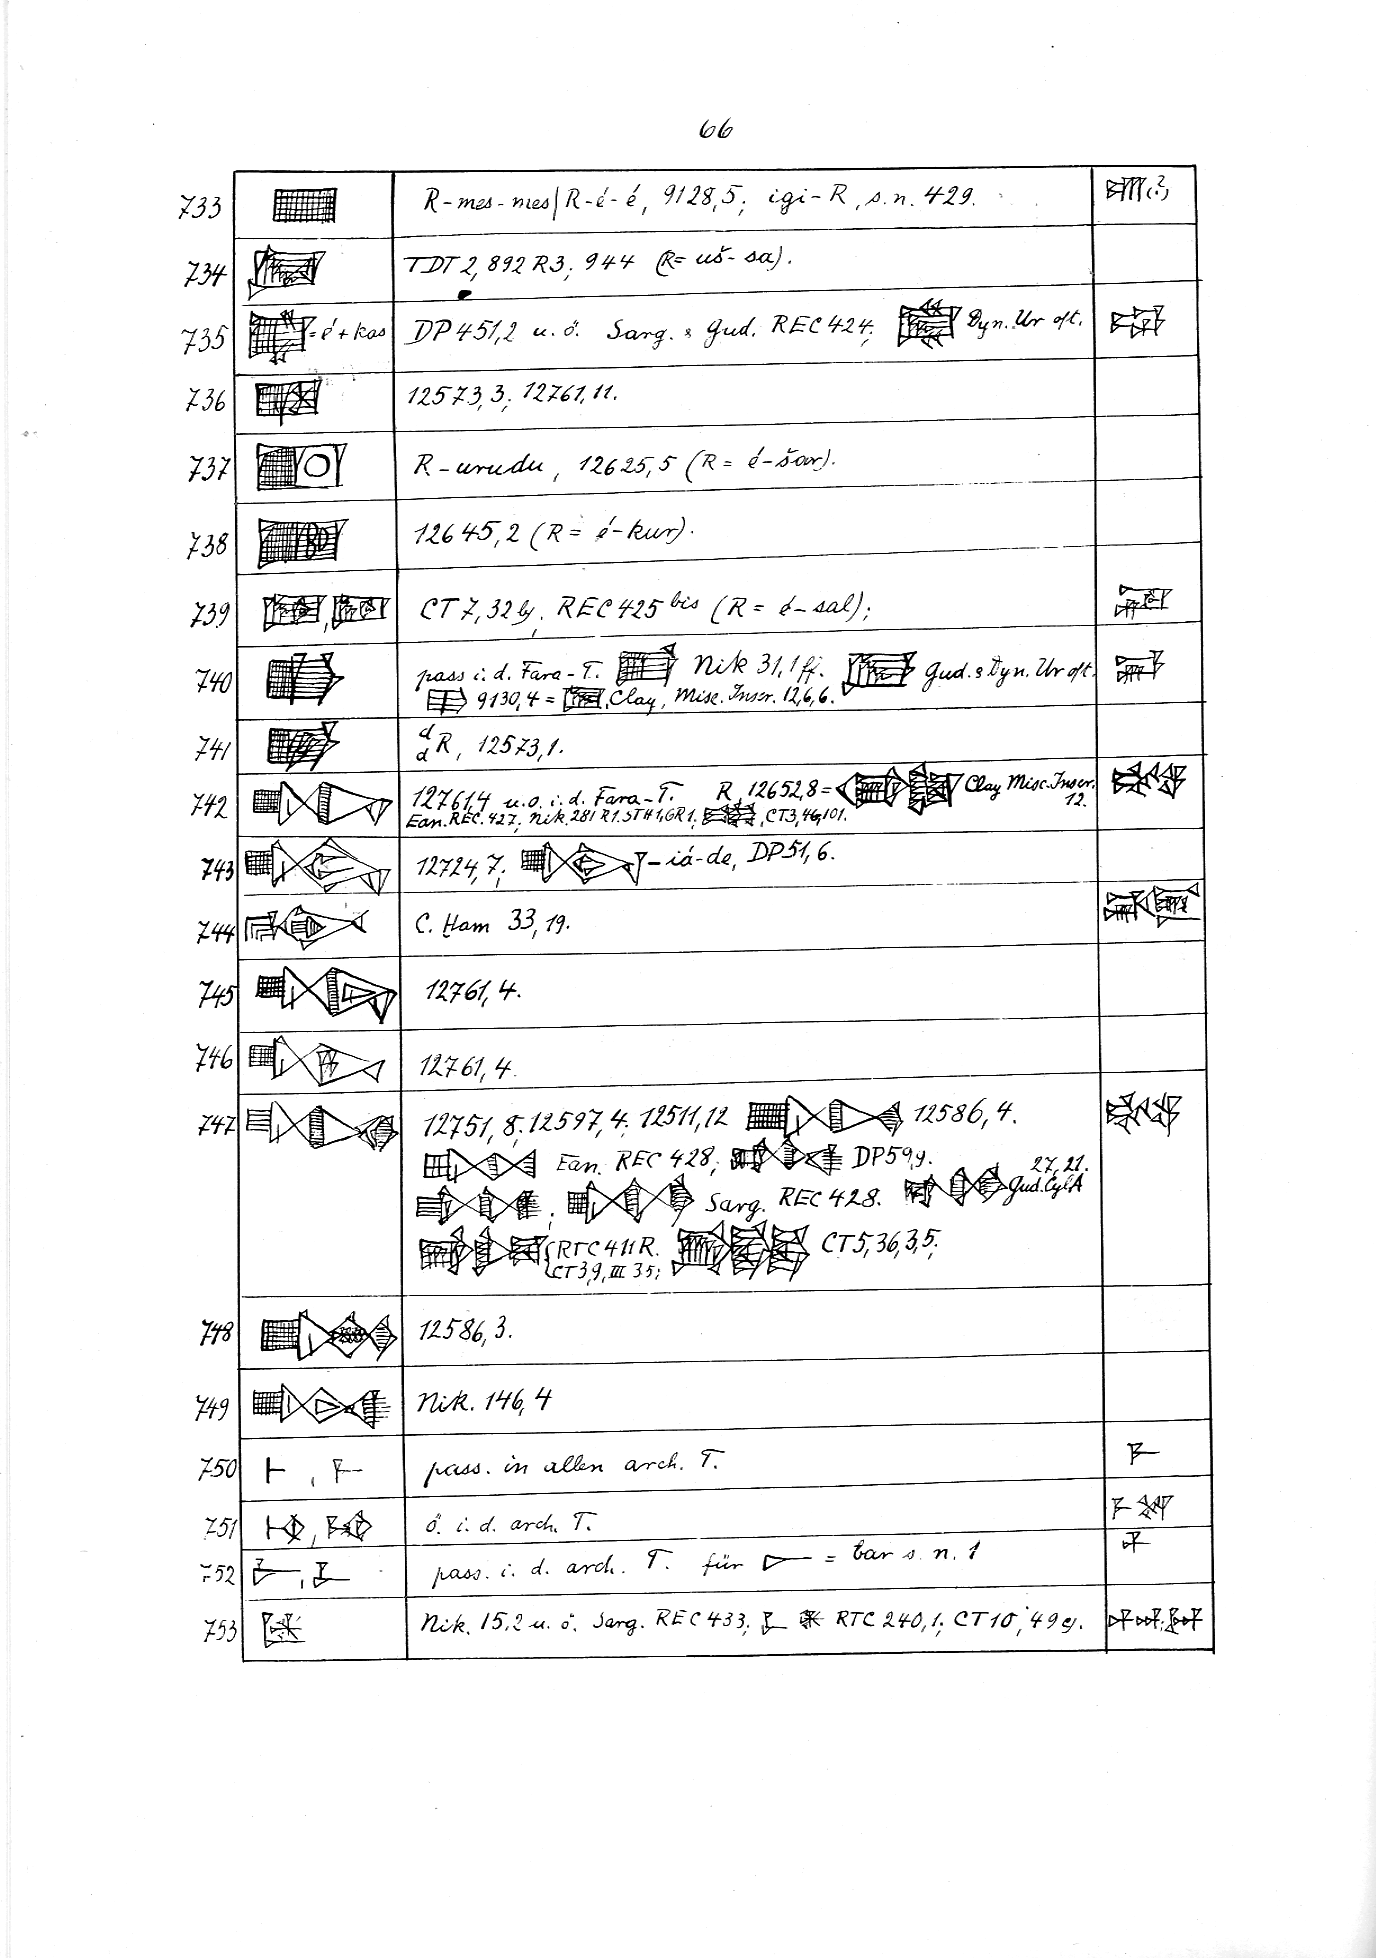 66
733 R-mes-mes/R-é-é, 9128,5; igi-R, s.n. 429. (?)
734 TDT 2, 892 R3; 944 (R= uš-sa).
735 =é+kas DP 451,2 u. ö. Sarg. & Gud. REC 424; Dyn. Ur oft.
736 12573,3; 12761,11.
737 R-urudu, 12625,5 (R= é-šar).
738 12645,2 (R= é-kur).
739 , CT 7, 32 REC 425 bis (R= é-sal);
740 pass i. d. Fara-T. Nik 31,1 ff. Gud. & Dyn. Ur oft.
9130,4 = , Clay, Misc. Inscr. 12,6,6.
741 d d R, 12573,1.
742 12761,4 u. o. i. d. Fara-T. R, 12652,8 = Clay Misc. Inscr. 12.
Ean. REC. 427; Nik. 281 R1. STH 1, 6 R1; , CT 3, 46,101.
743 12724,7; -iá-de, DP 51,6.
744 C. Ḫam 33,19.
745 12761,4.
746 12761,4.
747 12751,8; 12597,4; 12511,12 12586,4.
Ean. REC 428; DP 59,9.
; Sarg. REC 428. Gud. Cyl A 27,21.
RTC 411 R. CT 5, 36,3,5;
CT 3,9, III 35;
748 12586,3.
749 Nik. 146,4
750 , pass. in allen arch. T.
751 , ö. i. d. arch. T.
752 , pass. i. d. arch. T. für = bar s. n. 1
753 Nik. 15,2 u. ö. Sarg. REC 433; RTC 240,1; CT 10, 49